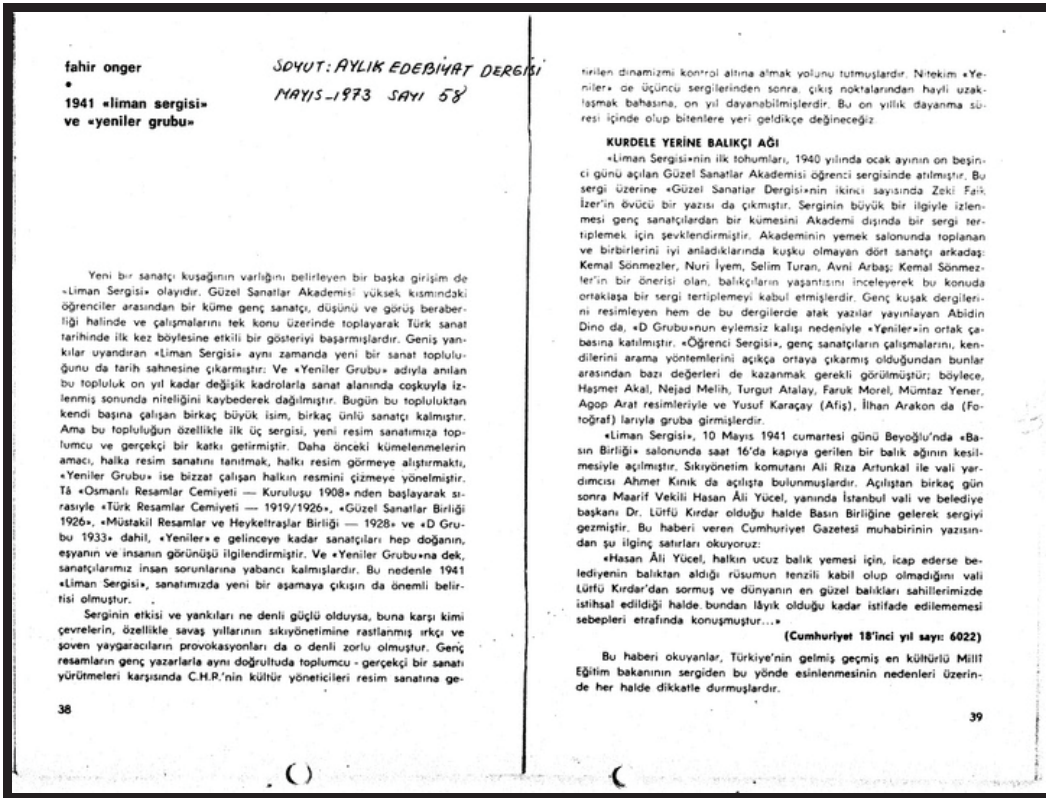 fahir onger
•
1941 «liman sergisi»
ve «yeniler grubu»
SOYUT: AYLIK EDEBİYAT DERGİSİ
MAYIS-1973 SAYI 58
Yeni bir sanatçı kuşağının varlığını belirleyen bir başka girişim de
«Liman Sergisi» olayıdır. Güzel Sanatlar Akademisi yüksek kısmındaki
öğrenciler arasından bir küme genç sanatçı, düşünü ve görüş beraber-
liği halinde ve çalışmalarını tek konu üzerinde toplayarak Türk sanat
tarihinde ilk kez böylesine etkili bir gösteriyi başarmışlardır. Geniş yan-
kılar uyandıran «Liman Sergisi» aynı zamanda yeni bir sanat toplulu-
ğunu da tarih sahnesine çıkarmıştır: Ve «Yeniler Grubu» adıyla anılan
bu topluluk on yıl kadar değişik kadrolarla sanat alanında coşkuyla iz-
lenmiş sonunda niteliğini kaybederek dağılmıştır. Bugün bu topluluktan
kendi başına çalışan birkaç büyük isim, birkaç ünlü sanatçı kalmıştır.
Ama bu topluluğun özellikle ilk üç sergisi, yeni resim sanatımıza top-
lumcu ve gerçekçi bir katkı getirmiştir. Daha önceki kümelenmelerin
amacı, halka resim sanatını tanıtmak, halkı resim görmeye alıştırmaktı,
«Yeniler Grubu» ise bizzat çalışan halkın resmini çizmeye yönelmiştir.
Tâ «Osmanlı Resamlar Cemiyeti — Kuruluşu 1908» nden başlayarak sı-
rasıyle «Türk Resamlar Cemiyeti — 1919/1926», «Güzel Sanatlar Birliği
1926», «Müstakil Resamlar ve Heykeltraşlar Birliği — 1928» ve «D Gru-
bu 1933» dahil, «Yeniler» e gelinceye kadar sanatçıları hep doğanın,
eşyanın ve insanın görünüşü ilgilendirmiştir. Ve «Yeniler Grubu»na dek,
sanatçılarımız insan sorunlarına yabancı kalmışlardır. Bu nedenle 1941
«Liman Sergisi», sanatımızda yeni bir aşamaya çıkışın da önemli belir-
tisi olmuştur.
Serginin etkisi ve yankıları ne denli güçlü olduysa, buna karşı kimi
çevrelerin, özellikle savaş yıllarının sıkıyönetimine rastlanmış ırkçı ve
şoven yaygaracıların provokasyonları da o denli zorlu olmuştur. Genç
resamların genç yazarlarla aynı doğrultuda toplumcu - gerçekçi bir sanatı
yürütmeleri karşısında C.H.R.'nin kültür yöneticileri resim sanatına ge-
38
tirilen dinamizmi kontrol altına almak yolunu tutmuşlardır. Nitekim «Ye-
niler» de üçüncü sergilerinden sonra, çıkış noktalarından hayli uzak-
laşmak bahasına, on yıl dayanabilmişlerdir. Bu on yıllık dayanma sü-
resi içinde olup bitenlere yeri geldikçe değineceğiz
KURDELE YERİNE BALIKÇI AĞI
«Liman Sergisi»nin ilk tohumları, 1940 yılında ocak ayının on beşin-
ci günü açılan Güzel Sanatlar Akademisi öğrenci sergisinde atılmıştır. Bu
sergi üzerine «Güzel Sanatlar Dergisi»nin ikinci sayısında Zeki Faik
İzer'in övücü bir yazısı da çıkmıştır. Serginin büyük bir ilgiyle izlen-
mesi genç sanatçılardan bir kümesini Akademi dışında bir sergi ter-
tiplemek için şevklendirmiştir. Akademinin yemek salonunda toplanan
ve birbirlerini iyi anladıklarında kuşku olmayan dört sanatçı arkadaş:
Kemal Sönmezler, Nuri İyem, Selim Turan, Avni Arbaş; Kemal Sönmez-
ler'in bir önerisi olan, balıkçıların yaşantısını inceleyerek bu konuda
ortaklaşa bir sergi tertiplemeyi kabul etmişlerdir. Genç kuşak dergileri-
ni resimleyen hem de bu dergilerde atak yazılar yayınlayan Abidin
Dino da, «D Grubu»nun eylemsiz kalışı nedeniyle «Yeniler»in ortak ça-
basına katılmıştır. «Öğrenci Sergisi», genç sanatçıların çalışmalarını, ken-
dilerini arama yöntemlerini açıkça ortaya çıkarmış olduğundan bunlar
arasından bazı değerleri de kazanmak gerekli görülmüştür; böylece,
Haşmet Akal, Nejad Melih, Turgut Atalay, Faruk Morel, Mümtaz Yener,
Agop Arat resimleriyle ve Yusuf Karaçay (Afiş), İlhan Arakon da (Fo-
toğraf) larıyla gruba girmişlerdir.
«Liman Sergisi», 10 Mayıs 1941 cumartesi günü Beyoğlu'nda «Ba-
sın Birliği» salonunda saat 16'da kapıya gerilen bir balık ağının kesil-
mesiyle açılmıştır. Sıkıyönetim komutanı Ali Rıza Artunkal ile vali yar-
dımcısı Ahmet Kınık da açılışta bulunmuşlardır. Açılıştan birkaç gün
sonra Maarif Vekili Hasan Âli Yücel, yanında İstanbul vali ve belediye
başkanı Dr. Lütfü Kırdar olduğu halde Basın Birliğine gelerek sergiyi
gezmiştir. Bu haberi veren Cumhuriyet Gazetesi muhabirinin yazısın-
dan şu ilginç satırları okuyoruz:
«Hasan Âli Yücel, halkın ucuz balık yemesi için, icap ederse be-
lediyenin balıktan aldığı rüsumun tenzili kabil olup olmadığını vali
Lütfü Kırdar'dan sormuş ve dünyanın en güzel balıkları sahillerimizde
istihsal edildiği halde bundan lâyık olduğu kadar istifade edilememesi
sebepleri etrafında konuşmuştur...»
(Cumhuriyet 18'inci yıl sayı: 6022)
Bu haberi okuyanlar, Türkiye'nin gelmiş geçmiş en kültürlü Millî
Eğitim bakanının sergiden bu yönde esinlenmesinin nedenleri üzerin-
de her halde dikkatle durmuşlardır.
39